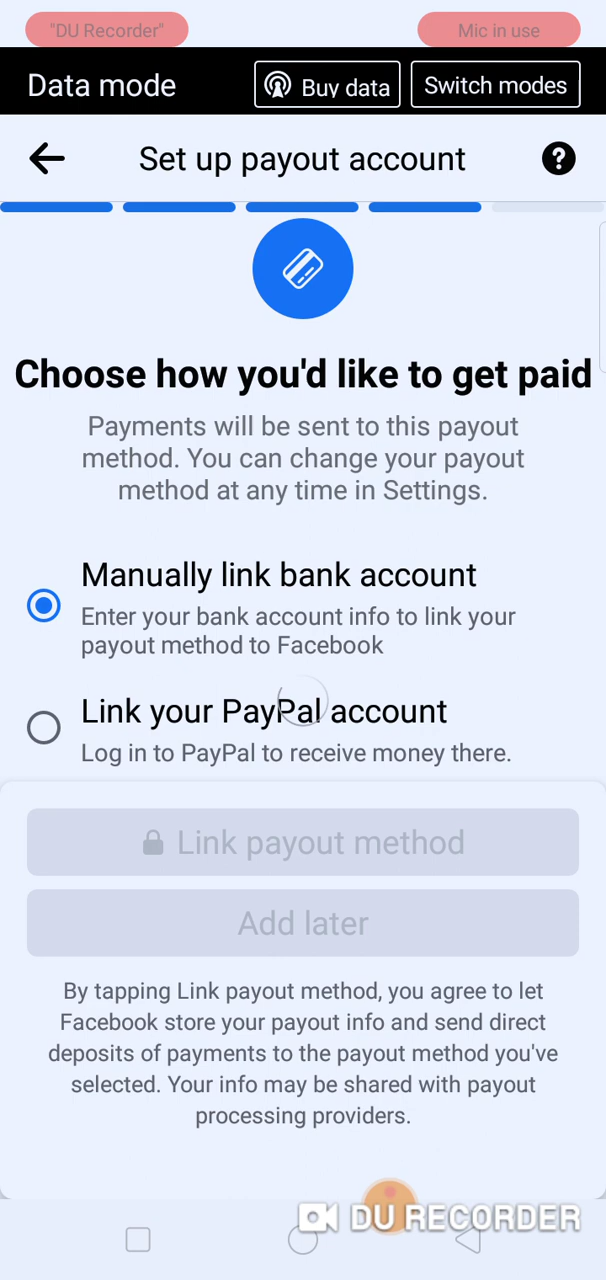 "DU Recorder"
Mic in use
Data mode
Buy data
Switch modes
Set up payout account
?
Choose how you'd like to get paid
Payments will be sent to this payout
method. You can change your payout
method at any time in Settings.
Manually link bank account
Enter your bank account info to link your
payout method to Facebook
Link your PayPal account
Log in to PayPal to receive money there.
Link payout method
Add later
By tapping Link payout method, you agree to let
Facebook store your payout info and send direct
deposits of payments to the payout method you've
selected. Your info may be shared with payout
processing providers.
DU RECORDER